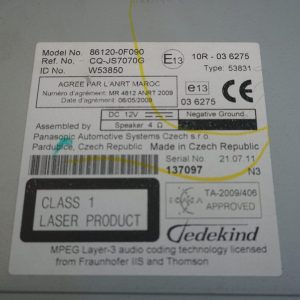 Model No. 86120-0F090
Ref. No. CQ-JS7070G
ID No. W53850
E13
10R - 03 6275
Type: 53831
AGREE PAR L'ANRT MAROC
Numéro d'agrément: MR 4812 ANRT 2009
Date d'agrément: 08/05/2009
e13
03 6275
DC 12V Negative Ground
Speaker 4 Ω
Assembled by
Panasonic Automotive Systems Czech s.r.o.
Pardubice, Czech Republic
Made in Czech Republic
Serial No. 21.07.11
137097 N3
CLASS 1
LASER PRODUCT
TA-2009/406
APPROVED
Jedekind
MPEG Layer-3 audio coding technology licensed
from Fraunhofer IIS and Thomson